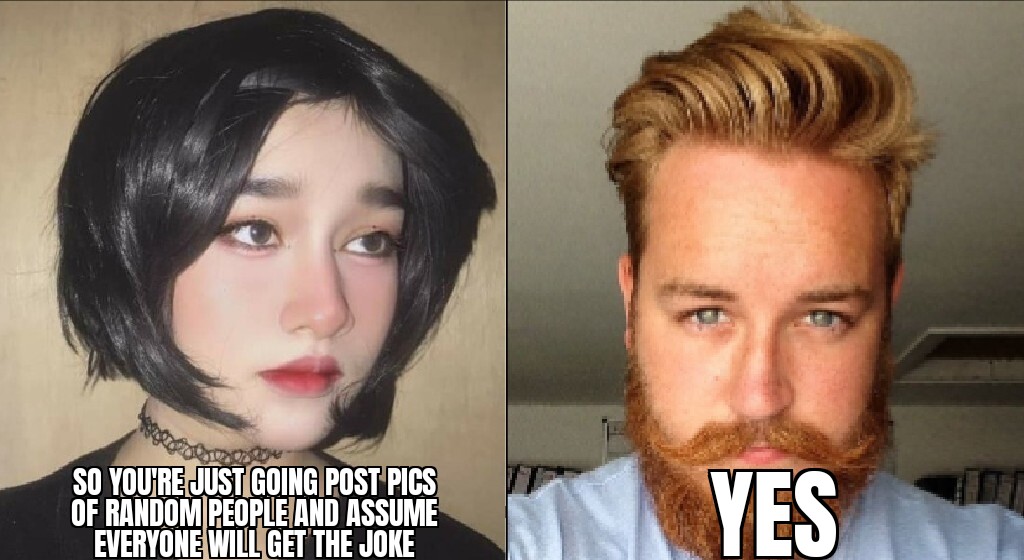 SO YOU'RE JUST GOING POST PICS
OF RANDOM PEOPLE AND ASSUME
EVERYONE WILL GET THE JOKE
YES